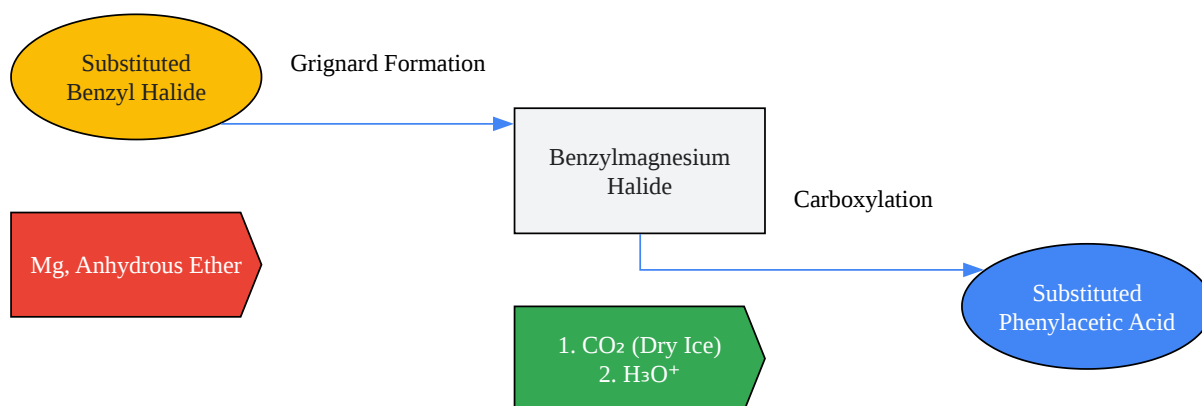 Substituted
Benzyl Halide
Grignard Formation
Mg, Anhydrous Ether
Benzylmagnesium
Halide
Carboxylation
1. CO₂ (Dry Ice)
2. H₃O⁺
Substituted
Phenylacetic Acid